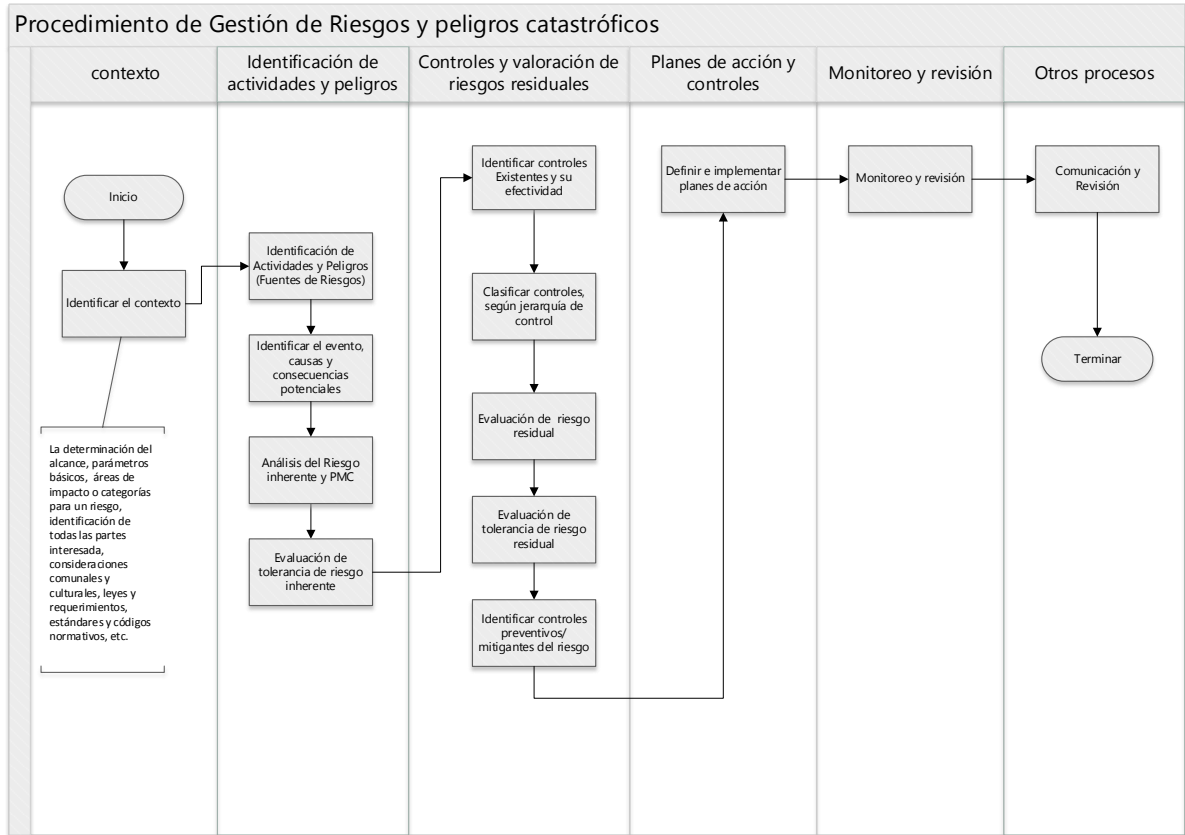 Procedimiento de Gestión de Riesgos y peligros catastróficos
contexto
Identificación de
actividades y peligros
Controles y valoración de
riesgos residuales
Planes de acción y
controles
Monitoreo y revisión
Otros procesos
Inicio
Identificar el contexto
La determinación del
alcance, parámetros
básicos, áreas de
impacto o categorías
para un riesgo,
identificación de
todas las partes
interesada,
consideraciones
comunales y
culturales, leyes y
requerimientos,
estándares y códigos
normativos, etc.
Identificación de
Actividades y Peligros
(Fuentes de Riesgos)
Identificar el evento,
causas y
consecuencias
potenciales
Análisis del Riesgo
inherente y PMC
Evaluación de
tolerancia de riesgo
inherente
Identificar controles
Existentes y su
efectividad
Clasificar controles,
según jerarquía de
control
Evaluación de riesgo
residual
Evaluación de
tolerancia de riesgo
residual
Identificar controles
preventivos/
mitigantes del riesgo
Definir e implementar
planes de acción
Monitoreo y revisión
Comunicación y
Revisión
Terminar